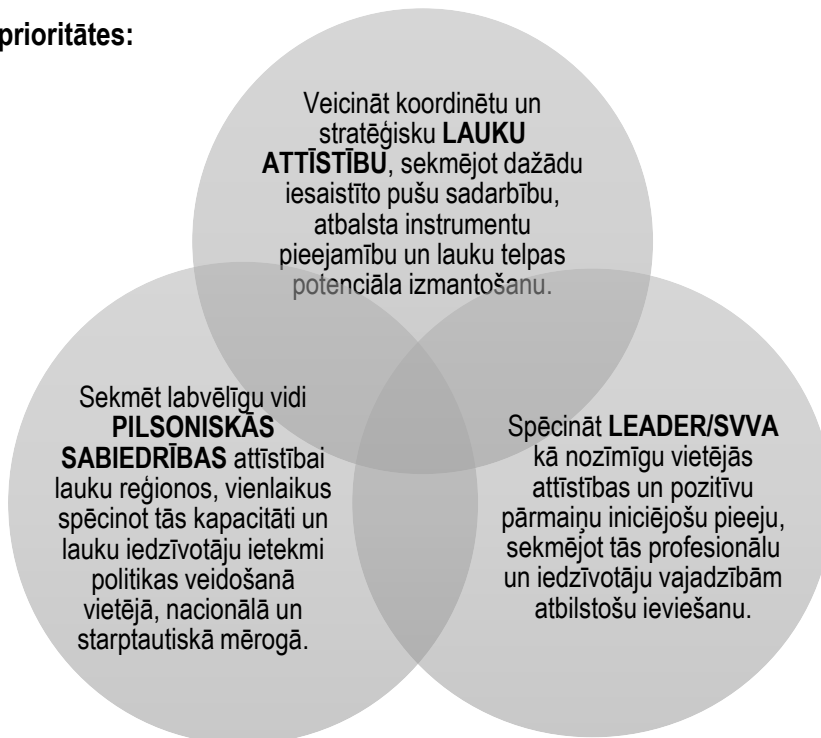 prioritātes:
Veicināt koordinētu un
stratēģisku LAUKU
ATTĪSTĪBU, sekmējot dažādu
iesaistīto pušu sadarbību,
atbalsta instrumentu
pieejamību un lauku telpas
potenciāla izmantošanu.
Sekmēt labvēlīgu vidi
PILSONISKĀS
SABIEDRĪBAS attīstībai
lauku reģionos, vienlaikus
spēcinot tās kapacitāti un
lauku iedzīvotāju ietekmi
politikas veidošanā
vietējā, nacionālā un
starptautiskā mērogā.
Spēcināt LEADER/SVVA
kā nozīmīgu vietējās
attīstības un pozitīvu
pārmaiņu iniciējošu pieeju,
sekmējot tās profesionālu
un iedzīvotāju vajadzībām
atbilstošu ieviešanu.